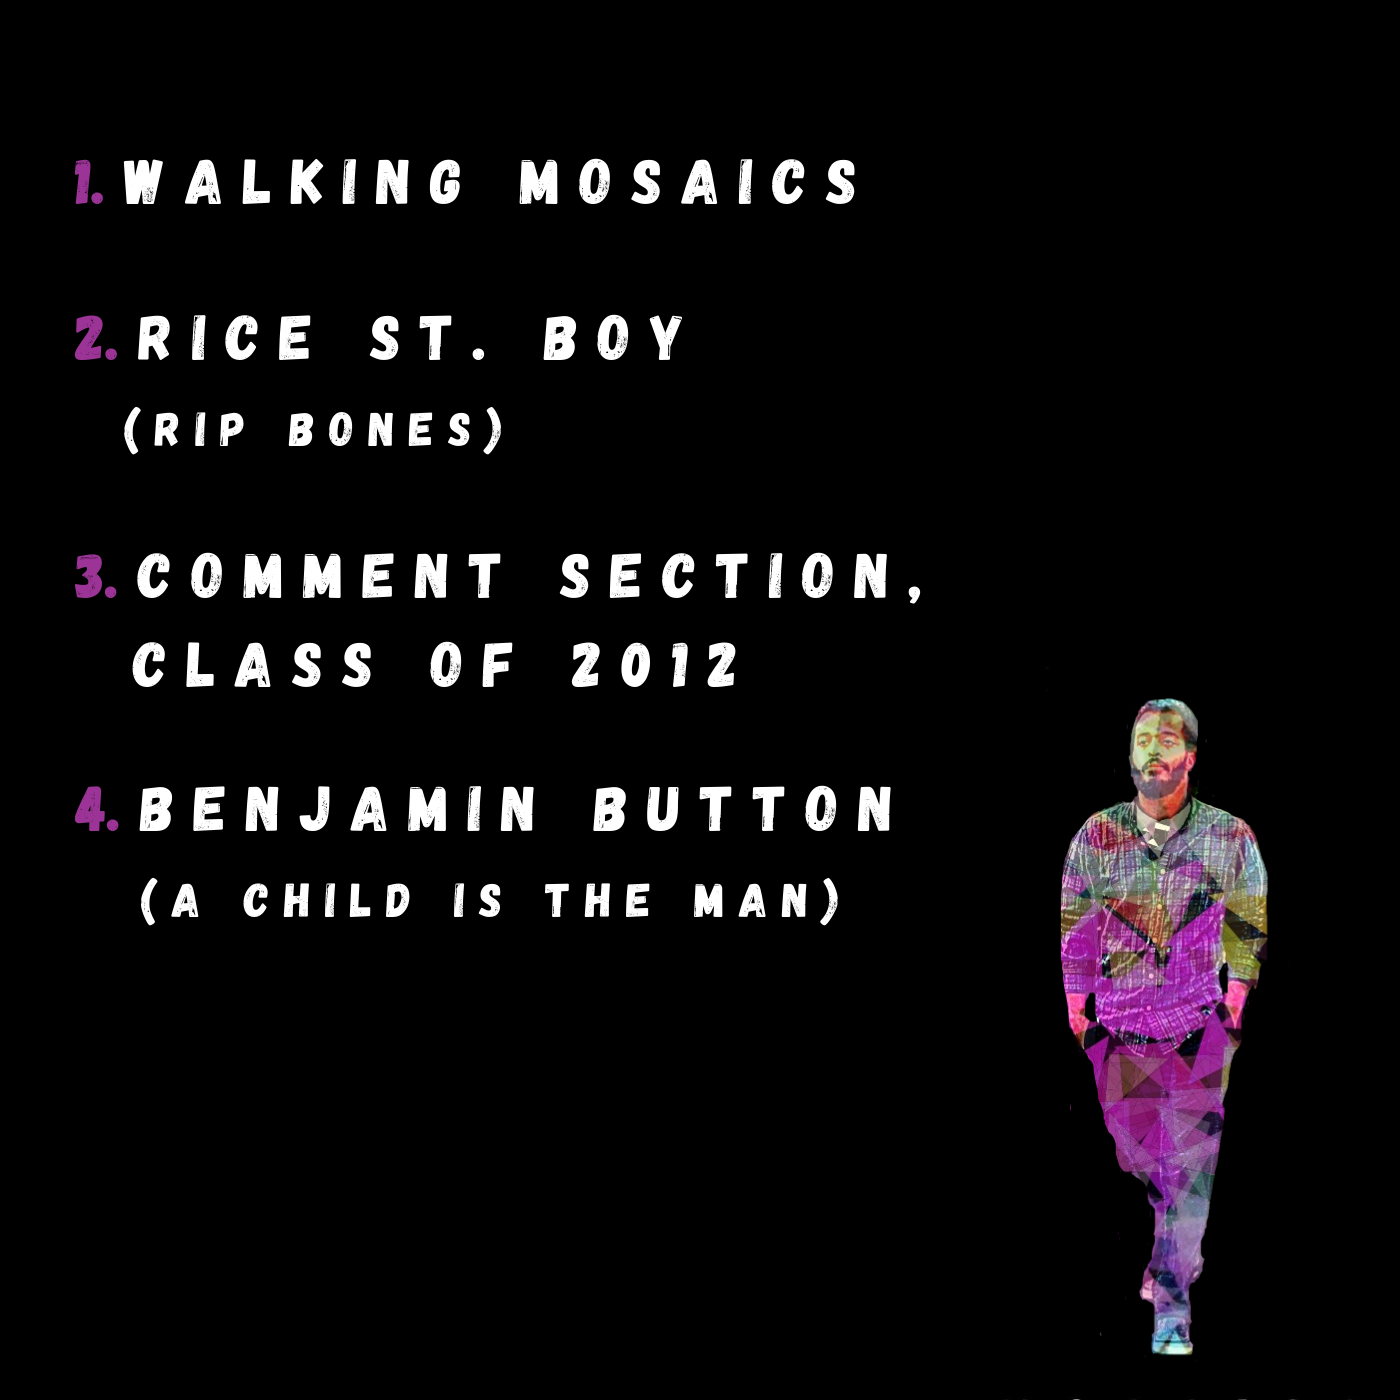 1. WALKING MOSAICS
2. RICE ST. BOY
(RIP BONES)
3. COMMENT SECTION,
CLASS OF 2012
4. BENJAMIN BUTTON
(A CHILD IS THE MAN)